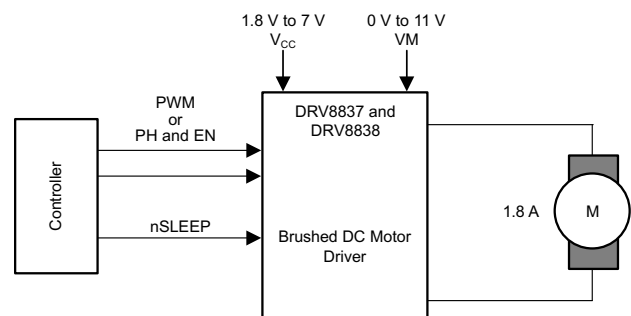 1.8 V to 7 V
VCC
0 V to 11 V
VM
PWM
or
PH and EN
DRV8837 and
DRV8838
Controller
nSLEEP
Brushed DC Motor
Driver
1.8 A
M